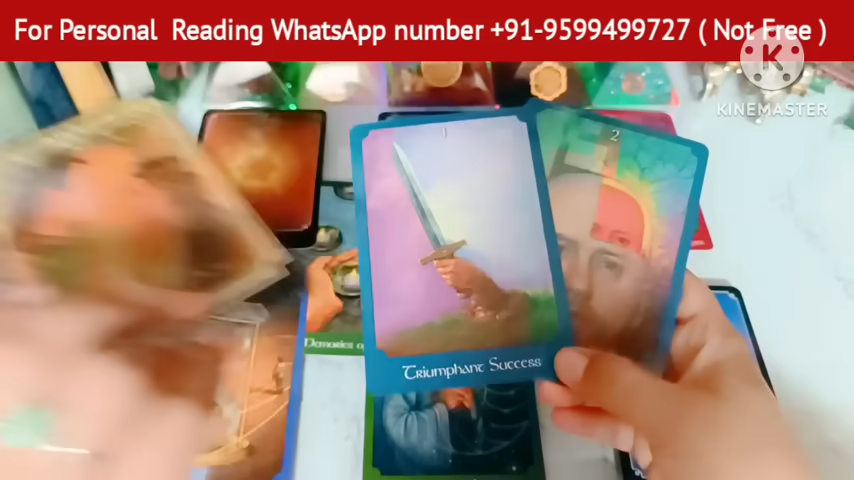 For Personal Reading WhatsApp number +91-9599499727 ( Not Free )
KINEMASTER
1
2
Triumphant Success